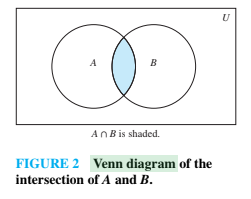 U
A B
A ∩ B is shaded.
FIGURE 2 Venn diagram of the
intersection of A and B.